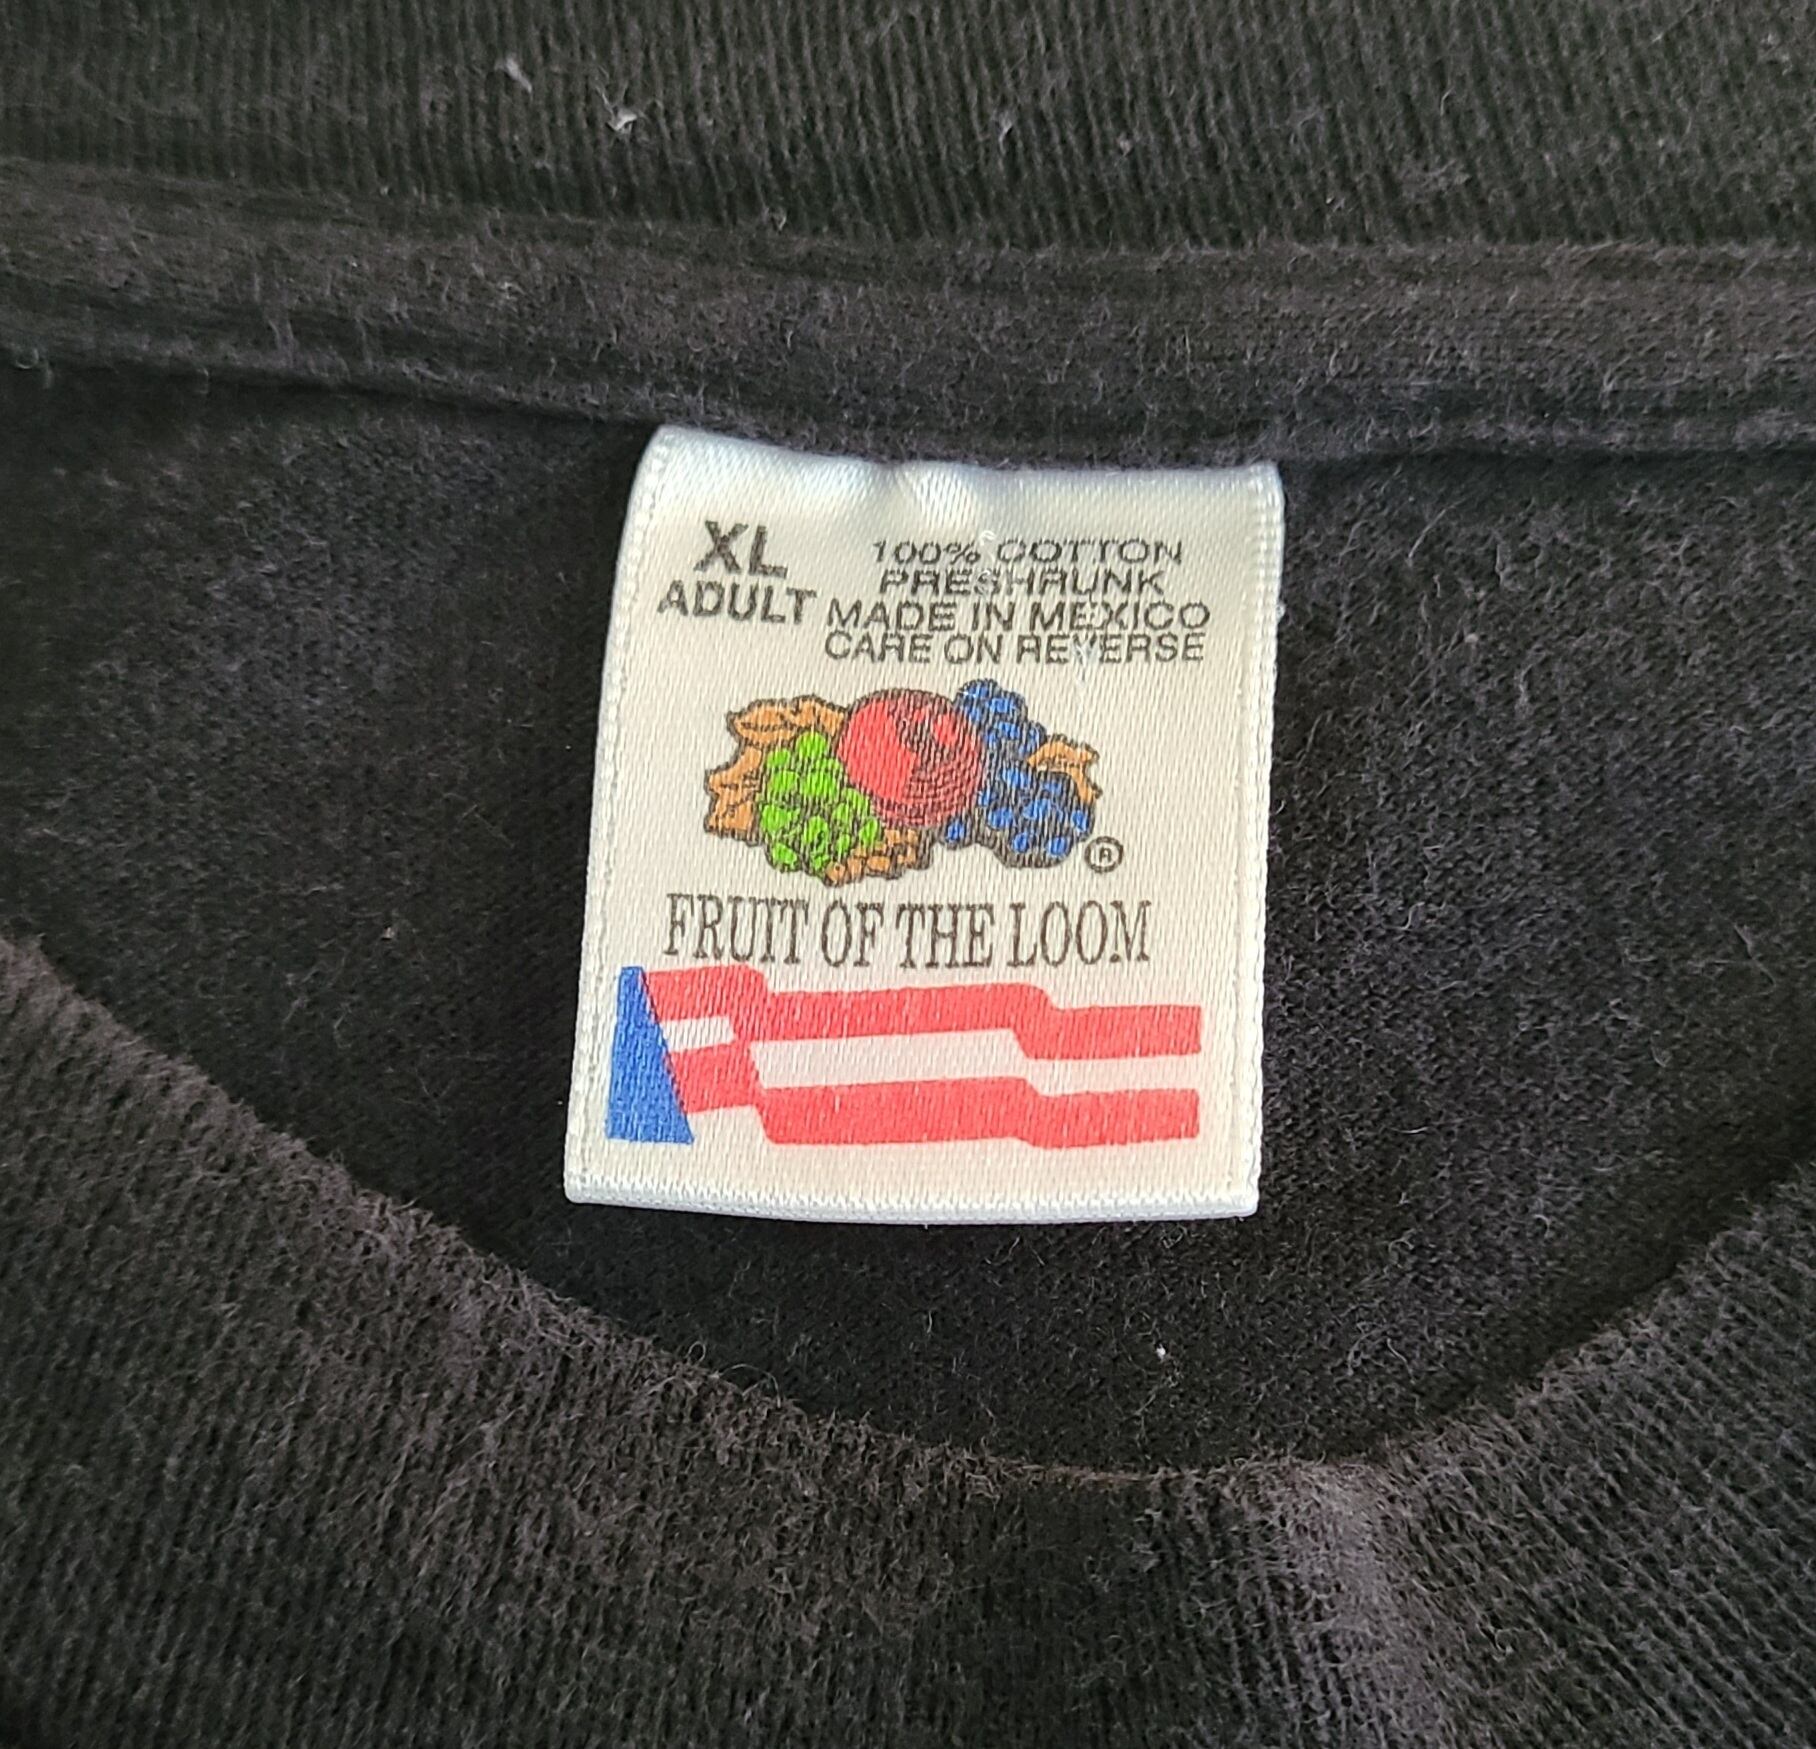 XL
ADULT
100% COTTON
PRESHRUNK
MADE IN MEXICO
CARE ON REVERSE
®
FRUIT OF THE LOOM